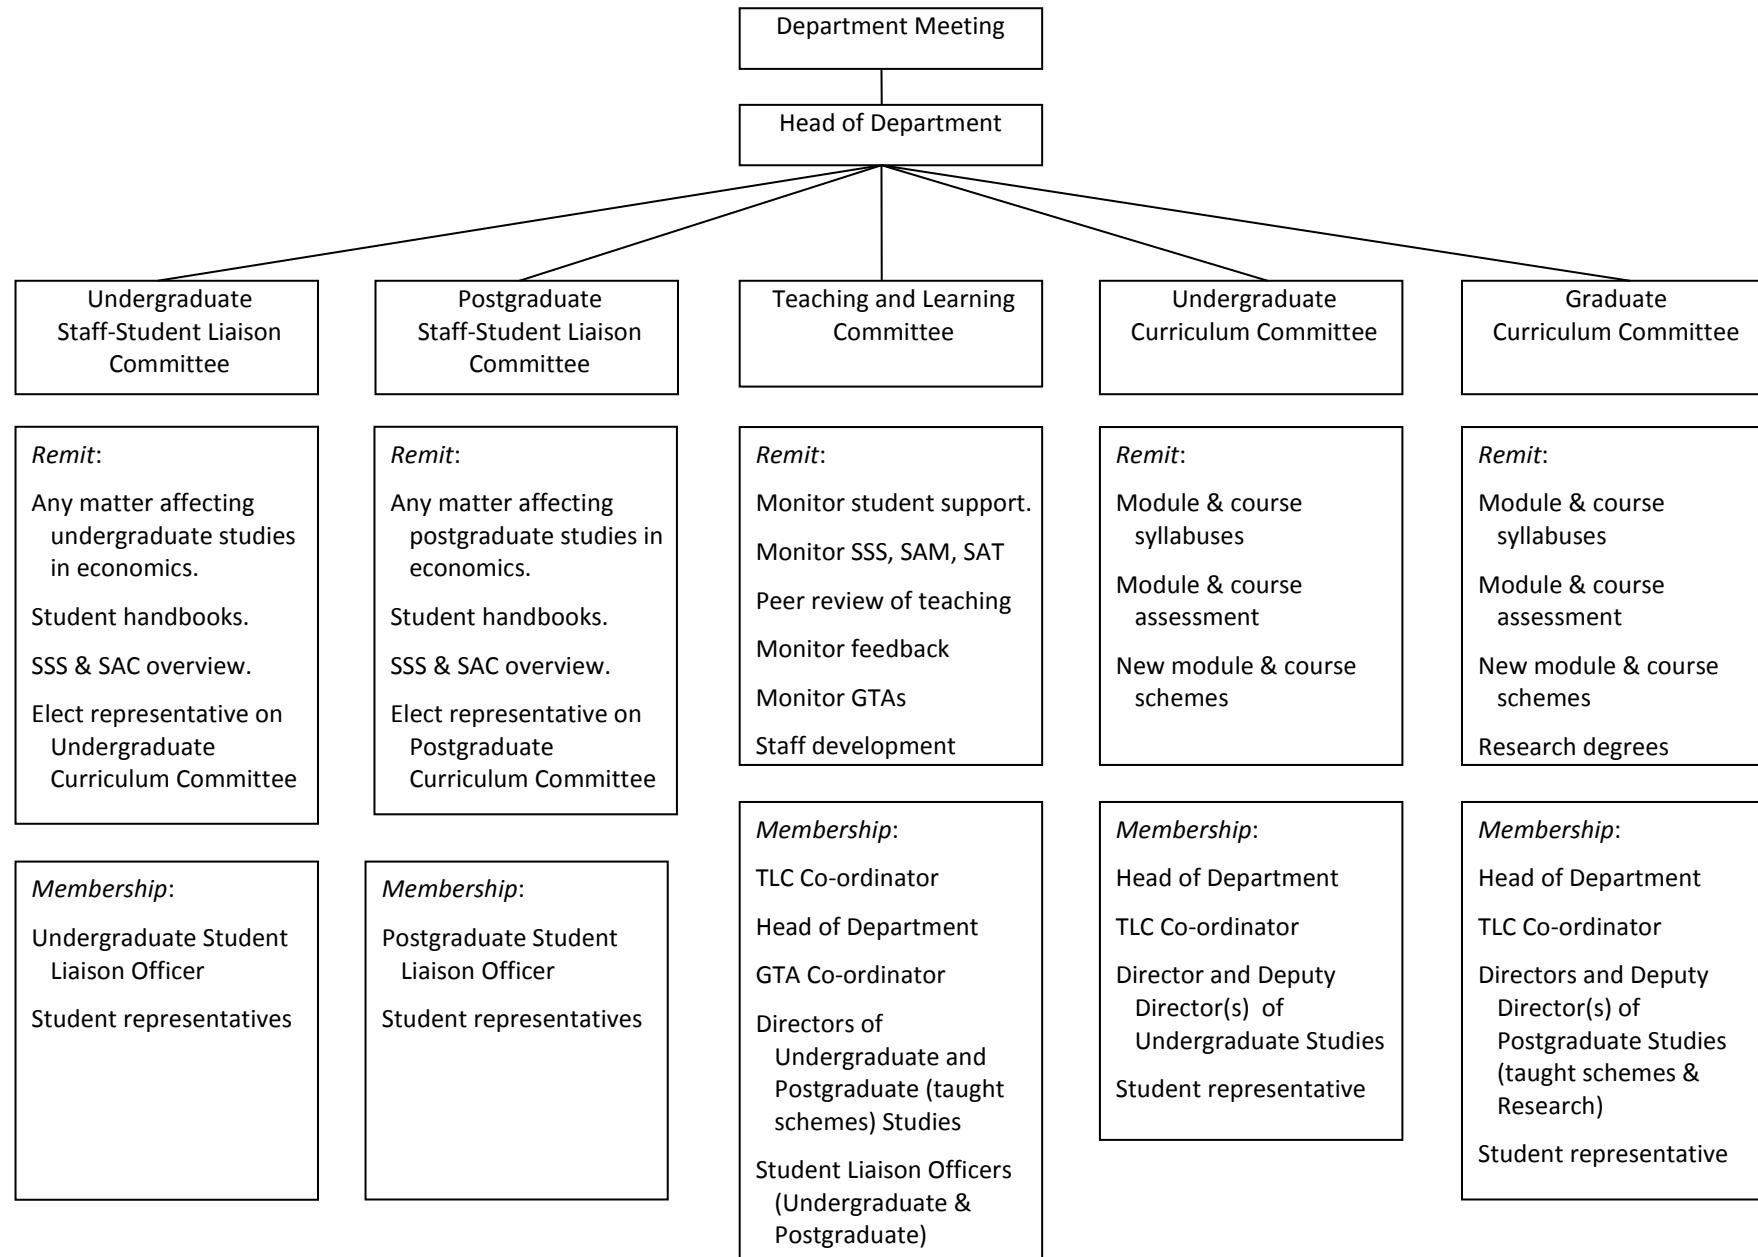 Department Meeting
Head of Department
Undergraduate
Staff-Student Liaison
Committee
Postgraduate
Staff-Student Liaison
Committee
Teaching and Learning
Committee
Undergraduate
Curriculum Committee
Graduate
Curriculum Committee
Remit:
Any matter affecting
undergraduate studies
in economics.
Student handbooks.
SSS & SAC overview.
Elect representative on
Undergraduate
Curriculum Committee
Remit:
Any matter affecting
postgraduate studies in
economics.
Student handbooks.
SSS & SAC overview.
Elect representative on
Postgraduate
Curriculum Committee
Remit:
Monitor student support.
Monitor SSS, SAM, SAT
Peer review of teaching
Monitor feedback
Monitor GTAs
Staff development
Remit:
Module & course
syllabuses
Module & course
assessment
New module & course
schemes
Remit:
Module & course
syllabuses
Module & course
assessment
New module & course
schemes
Research degrees
Membership:
Undergraduate Student
Liaison Officer
Student representatives
Membership:
Postgraduate Student
Liaison Officer
Student representatives
Membership:
TLC Co-ordinator
Head of Department
GTA Co-ordinator
Directors of
Undergraduate and
Postgraduate (taught
schemes) Studies
Student Liaison Officers
(Undergraduate &
Postgraduate)
Membership:
Head of Department
TLC Co-ordinator
Director and Deputy
Director(s) of
Undergraduate Studies
Student representative
Membership:
Head of Department
TLC Co-ordinator
Directors and Deputy
Director(s) of
Postgraduate Studies
(taught schemes &
Research)
Student representative